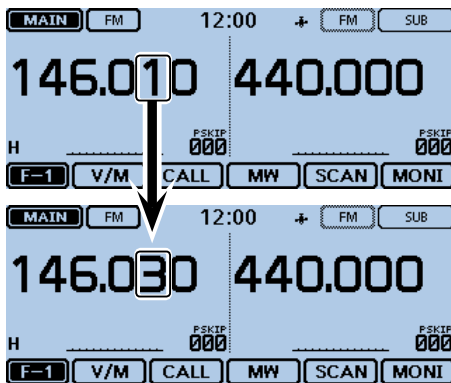 MAIN FM 12:00 FM SUB
146.010 440.000
PSKIP PSKIP
H 000 000
F-1 V/M CALL MW SCAN MONI
MAIN FM 12:00 FM SUB
146.030 440.000
PSKIP PSKIP
H 000 000
F-1 V/M CALL MW SCAN MONI